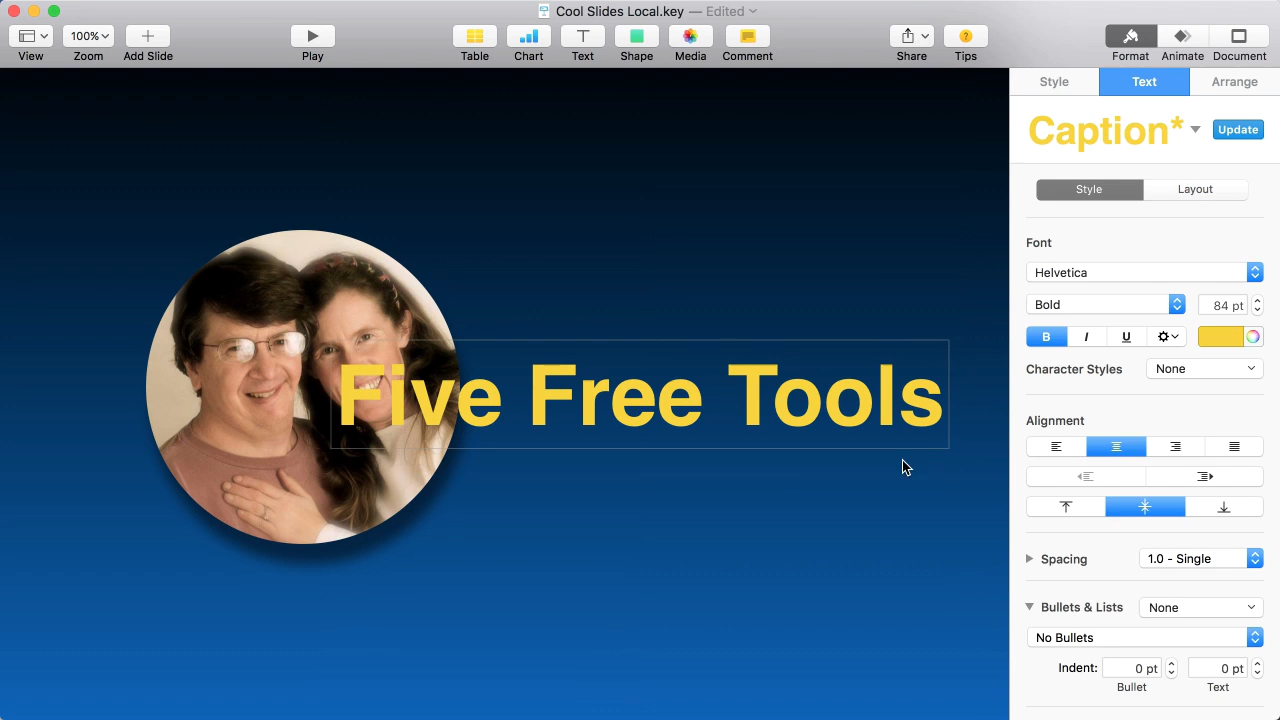 Cool Slides Local.key — Edited
100%
View
Zoom
Add Slide
Play
Table
Chart
Text
Shape
Media
Comment
Share
Tips
Format
Animate
Document
Style
Text
Arrange
Caption*
Update
Style
Layout
Font
Helvetica
Bold
84 pt
B
I
U
Character Styles
None
Alignment
Spacing
1.0 - Single
Bullets & Lists
None
No Bullets
Indent:
0 pt
0 pt
Bullet
Text
Five Free Tools